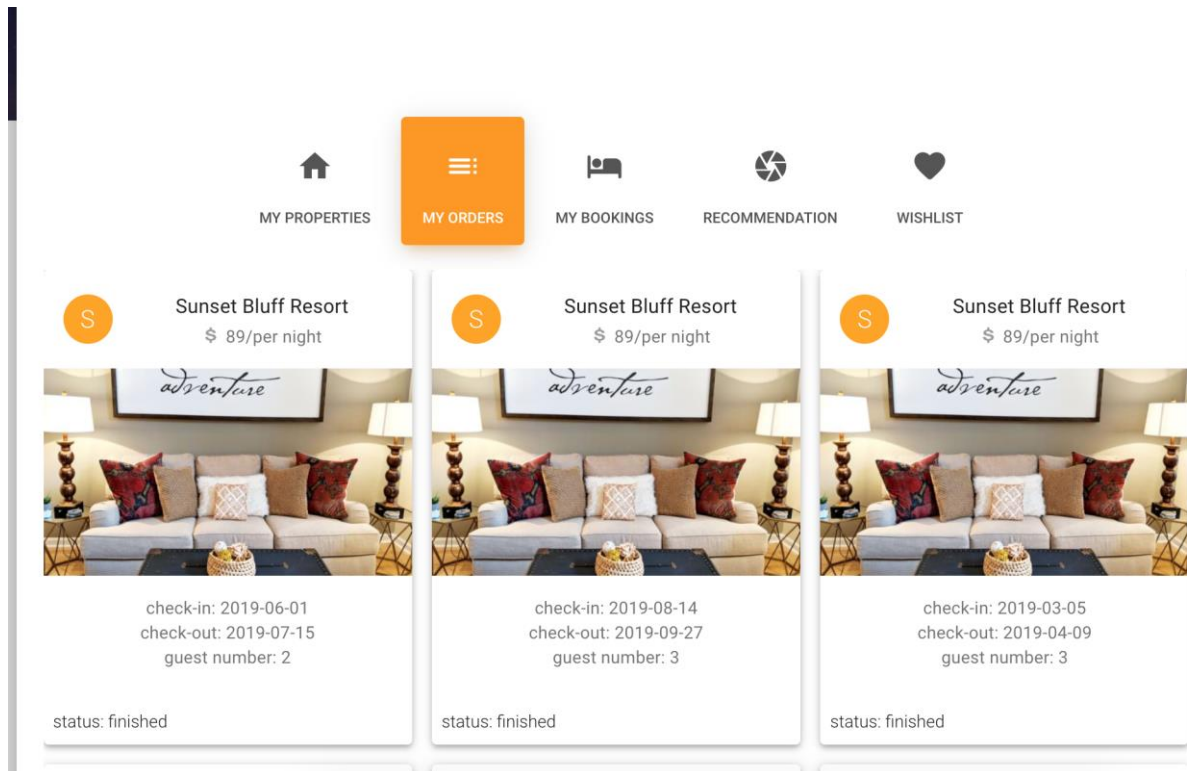 MY PROPERTIES
MY ORDERS
MY BOOKINGS
RECOMMENDATION
WISHLIST
S
Sunset Bluff Resort
$ 89/per night
adventure
check-in: 2019-06-01
check-out: 2019-07-15
guest number: 2
status: finished
S
Sunset Bluff Resort
$ 89/per night
adventure
check-in: 2019-08-14
check-out: 2019-09-27
guest number: 3
status: finished
S
Sunset Bluff Resort
$ 89/per night
adventure
check-in: 2019-03-05
check-out: 2019-04-09
guest number: 3
status: finished